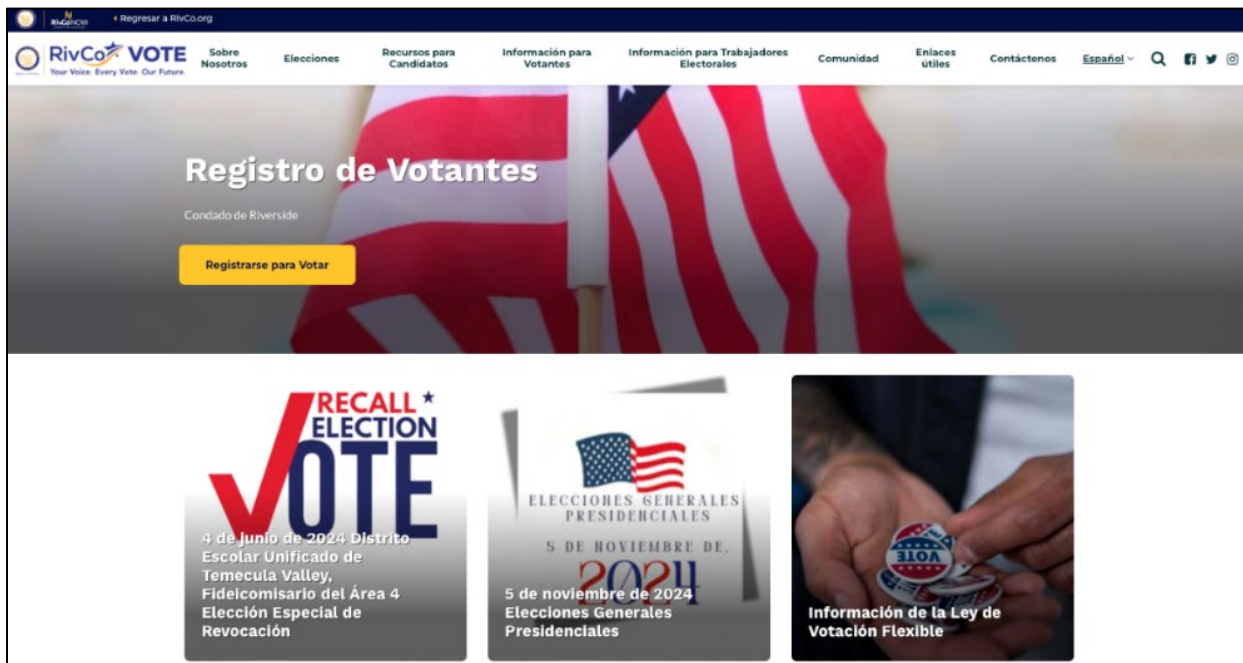 RivCoNOW
Regresar a RivCo.org
RivCo VOTE
Your Voice. Every Vote. Our Future.
Sobre
Nosotros
Elecciones
Recursos para
Candidatos
Información para
Votantes
Información para Trabajadores
Electorales
Comunidad
Enlaces
útiles
Contáctenos
Español
Registro de Votantes
Condado de Riverside
Registrarse para Votar
RECALL
ELECTION
VOTE
4 de junio de 2024 Distrito
Escolar Unificado de
Temecula Valley,
Fideicomisario del Área 4
Elección Especial de
Revocación
ELECCIONES GENERALES
PRESIDENCIALES
5 DE NOVIEMBRE DE.
2024
5 de noviembre de 2024
Elecciones Generales
Presidenciales
VOTE
Información de la Ley de
Votación Flexible